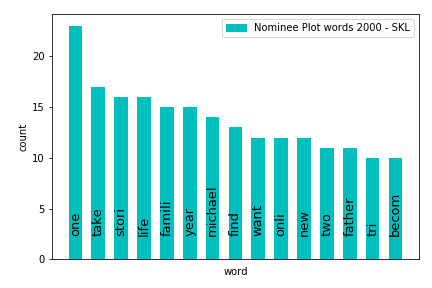 Nominee Plot words 2000 - SKL
20
15
10
5
0
count
one
take
stori
life
famili
year
michael
find
want
onli
new
two
father
tri
becom
word